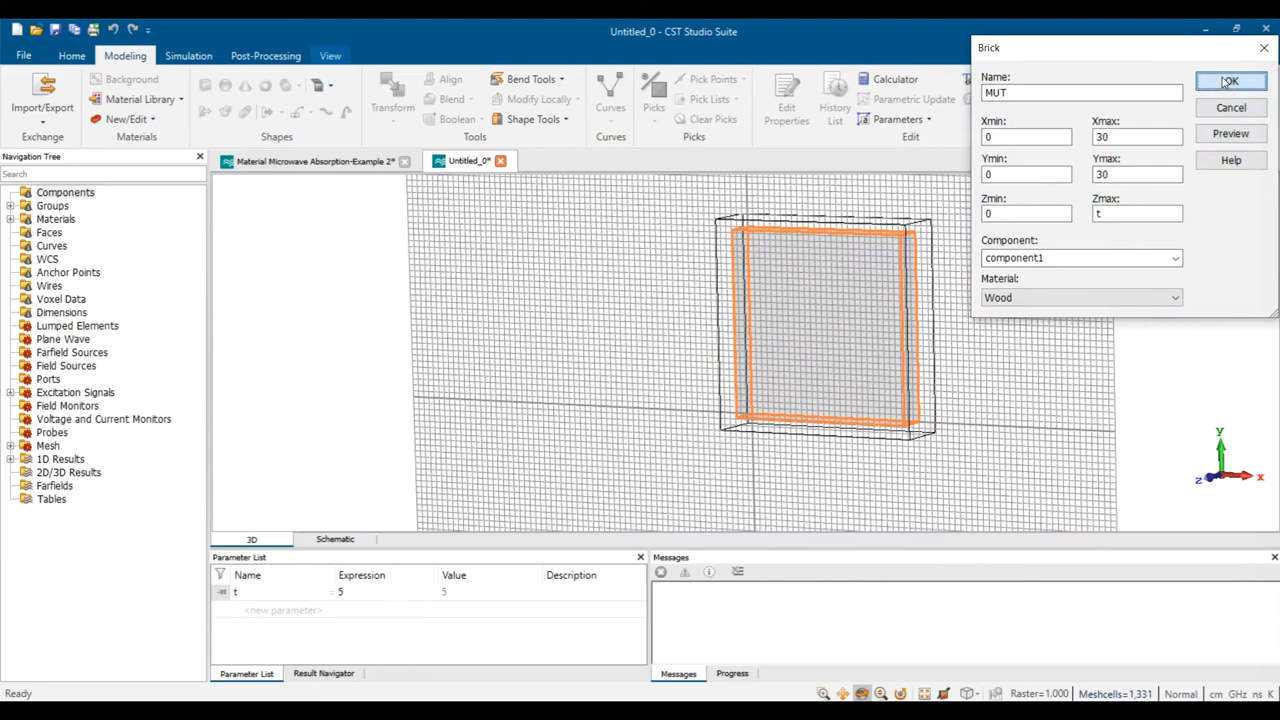 Untitled_0 - CST Studio Suite
File Home Modeling Simulation Post-Processing View
Import/Export
Exchange
Background
Material Library
New/Edit
Materials
Shapes
Transform
Align
Blend
Boolean
Bend Tools
Modify Locally
Shape Tools
Tools
Curves
Curves
Picks
Pick Points
Pick Lists
Clear Picks
Picks
Edit Properties
History List
Calculator
Parametric Update
Parameters
Edit
Brick
Name:
MUT
OK
Cancel
Preview
Help
Xmin: Xmax:
0 30
Ymin: Ymax:
0 30
Zmin: Zmax:
0 t
Component:
component1
Material:
Wood
Navigation Tree
Search
Material Microwave Absorption-Example 2*
Untitled_0*
Components
Groups
Materials
Faces
Curves
WCS
Anchor Points
Wires
Voxel Data
Dimensions
Lumped Elements
Plane Wave
Farfield Sources
Field Sources
Ports
Excitation Signals
Field Monitors
Voltage and Current Monitors
Probes
Mesh
1D Results
2D/3D Results
Farfields
Tables
y
x
z
3D Schematic
Parameter List
Name Expression Value Description
t = 5 5
<new parameter>
Parameter List Result Navigator
Messages
Messages Progress
Ready
Raster=1.000 Meshcells=1,331 Normal cm GHz ns K